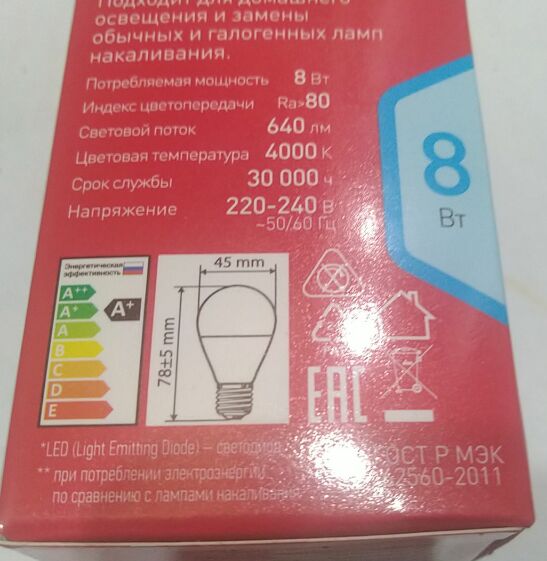 Подходит для домашнего
освещения и замены
обычных и галогенных ламп
накаливания.
Потребляемая мощность 8 Вт
Индекс цветопередачи Ra>80
Световой поток 640 лм
Цветовая температура 4000 К
Срок службы 30 000 ч
Напряжение 220-240 В
~50/60 Гц
8
Вт
Энергетическая
эффективность
A++
A+
A
B
C
D
E
A+
45 mm
78±5 mm
EAC
*LED (Light Emitting Diode) – светодиод
** при потреблении электроэнергии
по сравнению с лампами накаливания
ГОСТ Р МЭК
62560-2011